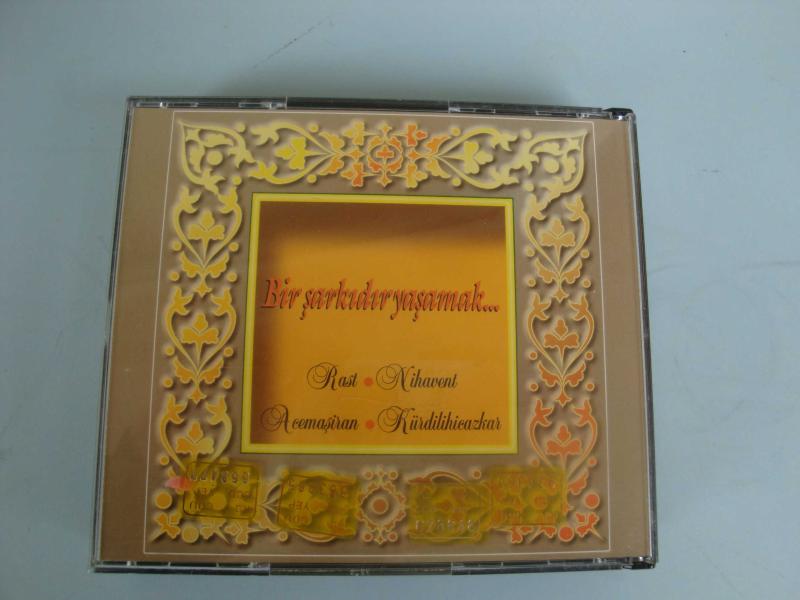 Bir şarkıdır yaşamak...
Rast • Nihavent
Acemaşiran • Kürdilihicazkar